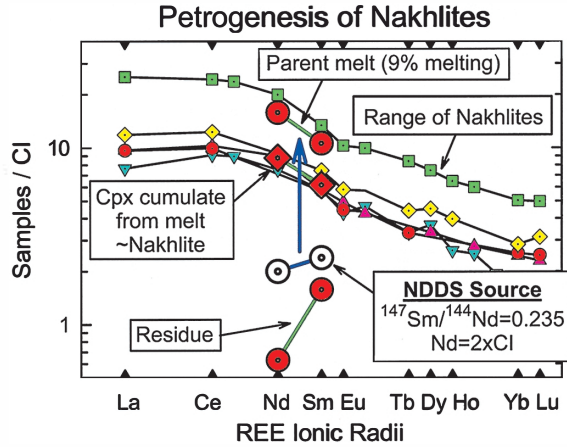 Petrogenesis of Nakhlites
Parent melt (9% melting)
Range of Nakhlites
10
Samples / CI
Cpx cumulate
from melt
~Nakhlite
NDDS Source
147Sm/144Nd=0.235
Nd=2xCI
Residue
1
La Ce Nd Sm Eu Tb Dy Ho Yb Lu
REE Ionic Radii